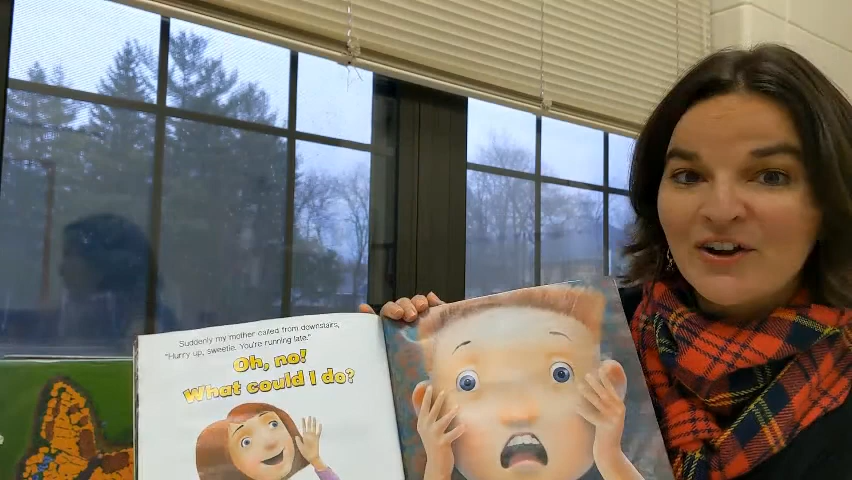 Suddenly my mother called from downstairs,
"Hurry up, sweetie. You're running late."
Oh, no!
What could I do?